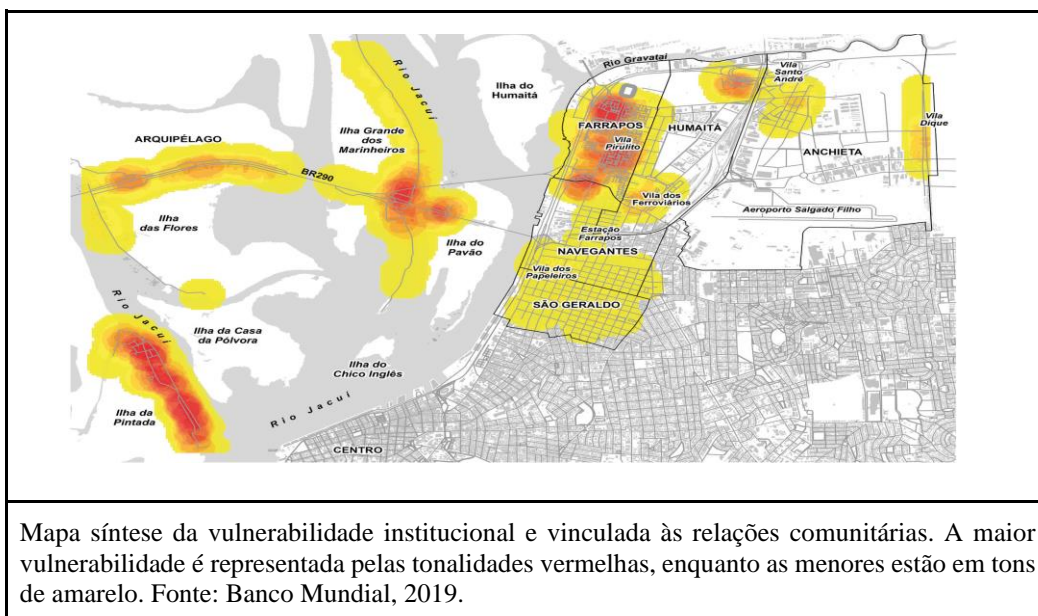 Rio Gravataí
Rio Jacuí
Ilha do
Humaitá
Vila
Santo
André
ARQUIPÉLAGO
Ilha Grande
dos
Marinheiros
FARRAPOS
HUMAITÁ
Vila
Pirulito
Vila
Dique
ANCHIETA
BR290
Vila dos
Ferroviários
Aeroporto Salgado Filho
Ilha
das Flores
Ilha do
Pavão
Estação
Farrapos
NAVEGANTES
Vila dos
Papeleiros
SÃO GERALDO
Rio Jacuí
Ilha da Casa
da Pólvora
Ilha do
Chico Inglês
Ilha da
Pintada
Rio Jacuí
CENTRO
Mapa síntese da vulnerabilidade institucional e vinculada às relações comunitárias. A maior
vulnerabilidade é representada pelas tonalidades vermelhas, enquanto as menores estão em tons
de amarelo. Fonte: Banco Mundial, 2019.